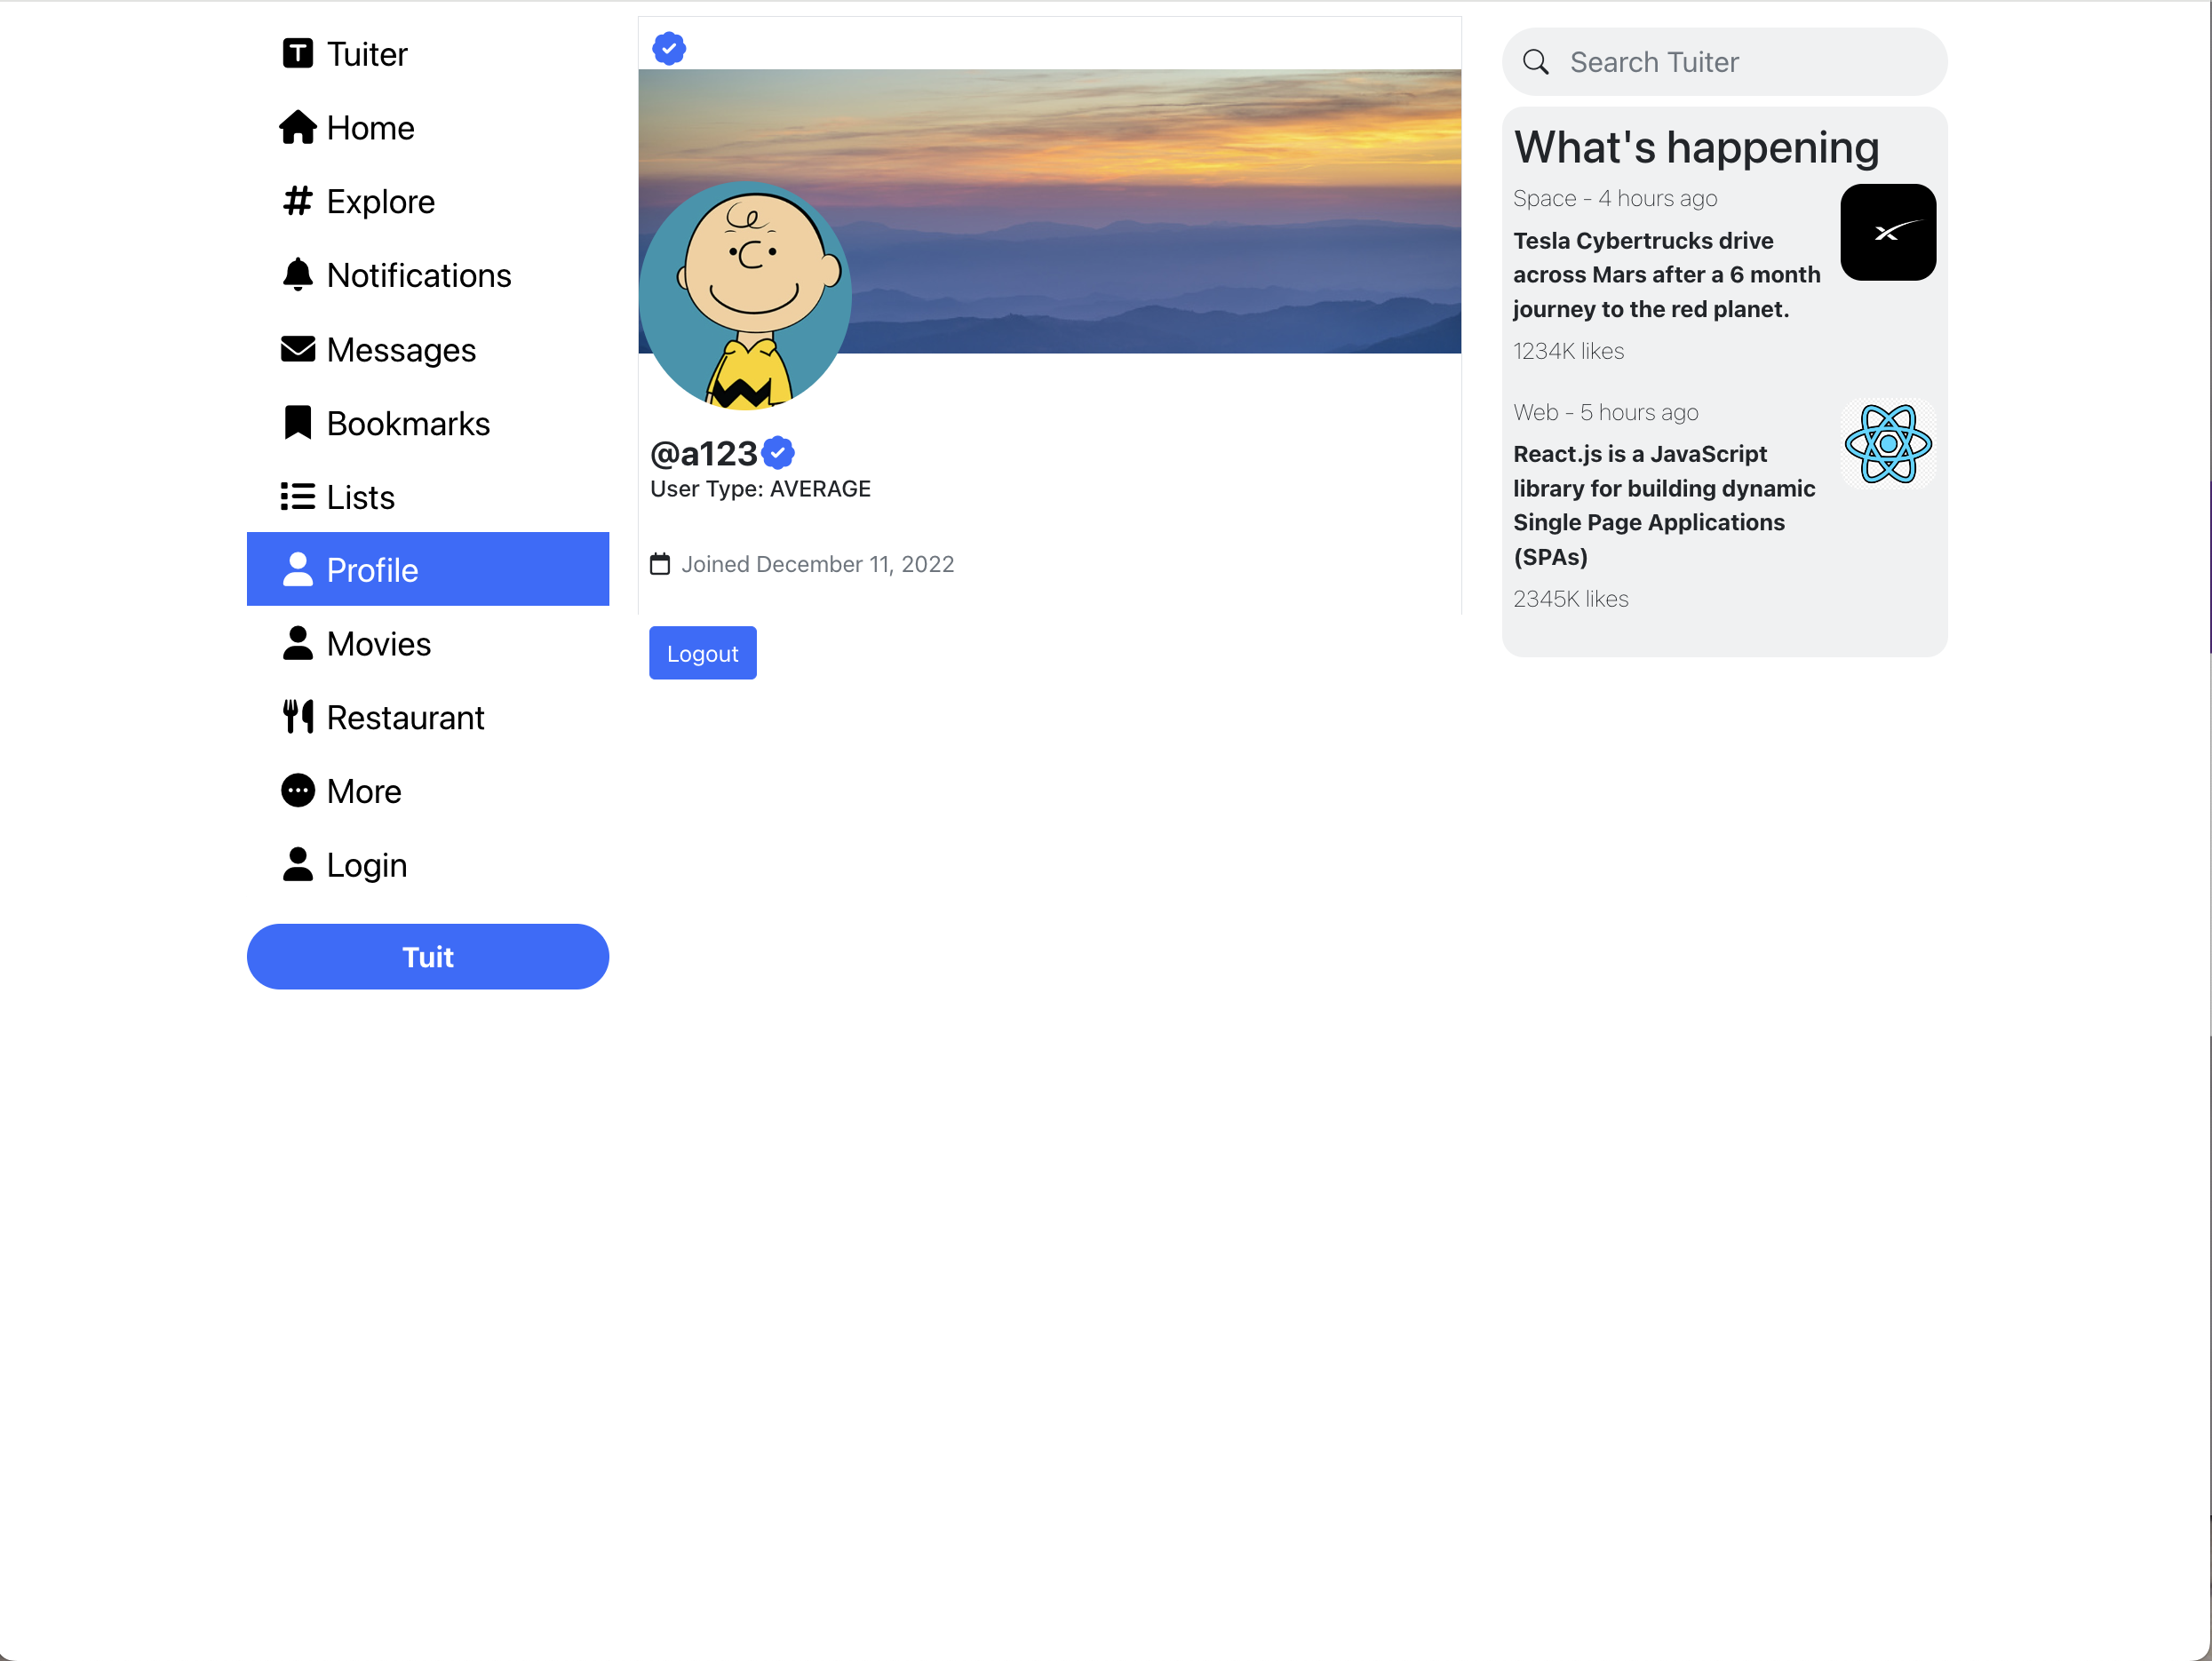 Tuiter
Home
Explore
Notifications
Messages
Bookmarks
Lists
Profile
Movies
Restaurant
More
Login
Tuit
@a123
User Type: AVERAGE
Joined December 11, 2022
Logout
Search Tuiter
What's happening
Space - 4 hours ago
Tesla Cybertrucks drive
across Mars after a 6 month
journey to the red planet.
1234K likes
Web - 5 hours ago
React.js is a JavaScript
library for building dynamic
Single Page Applications
(SPAs)
2345K likes